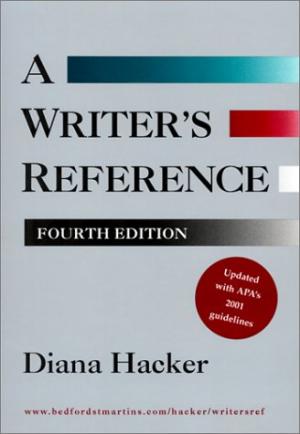 A
WRITER'S
REFERENCE
FOURTH EDITION
Updated
with APA's
2001
guidelines
Diana Hacker
www.bedfordstmartins.com/hacker/writersref